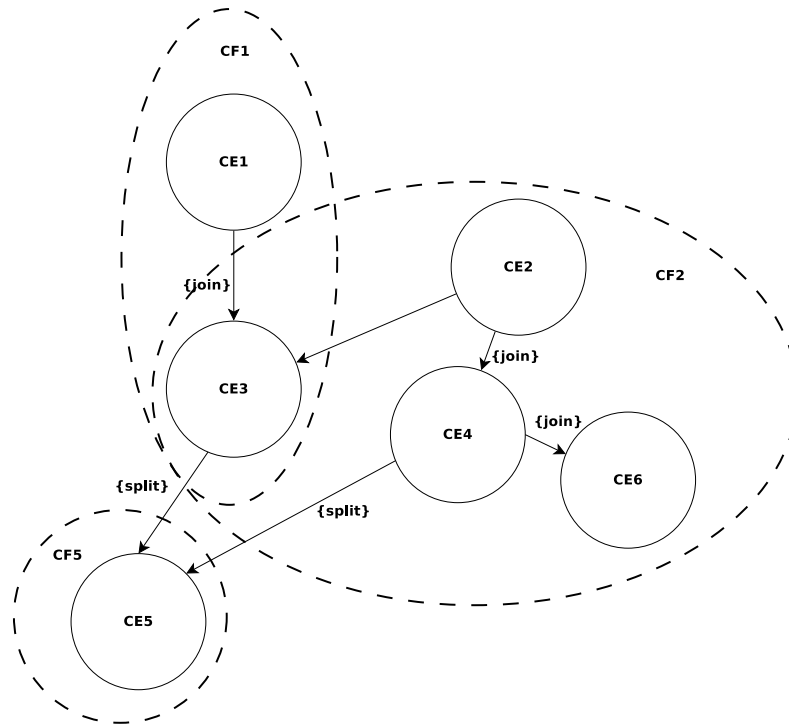 CF1
CE1
CE2
CF2
{join}
{join}
CE3
{join}
CE4
CE6
{split}
{split}
CF5
CE5